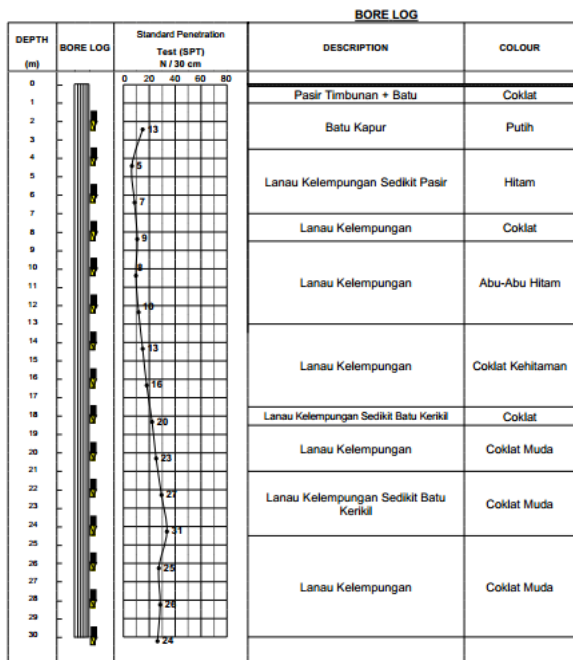 BORE LOG
DEPTH
(m)
BORE LOG
Standard Penetration
Test (SPT)
N / 30 cm
DESCRIPTION
COLOUR
0 20 40 60 80
0
1
Pasir Timbunan + Batu Coklat
2
13
Batu Kapur Putih
3
4
5
5
Lanau Kelempungan Sedikit Pasir Hitam
6
7
7
8
Lanau Kelempungan Coklat
9
9
10
8
11
Lanau Kelempungan Abu-Abu Hitam
12
10
13
14
13
15
Lanau Kelempungan Coklat Kehitaman
16
16
17
18
Lanau Kelempungan Sedikit Batu Kerikil Coklat
20
19
20
23
Lanau Kelempungan Coklat Muda
21
22
27
23
Lanau Kelempungan Sedikit Batu
Kerikil
Coklat Muda
24
31
25
26
25
27
Lanau Kelempungan Coklat Muda
28
26
29
30
24